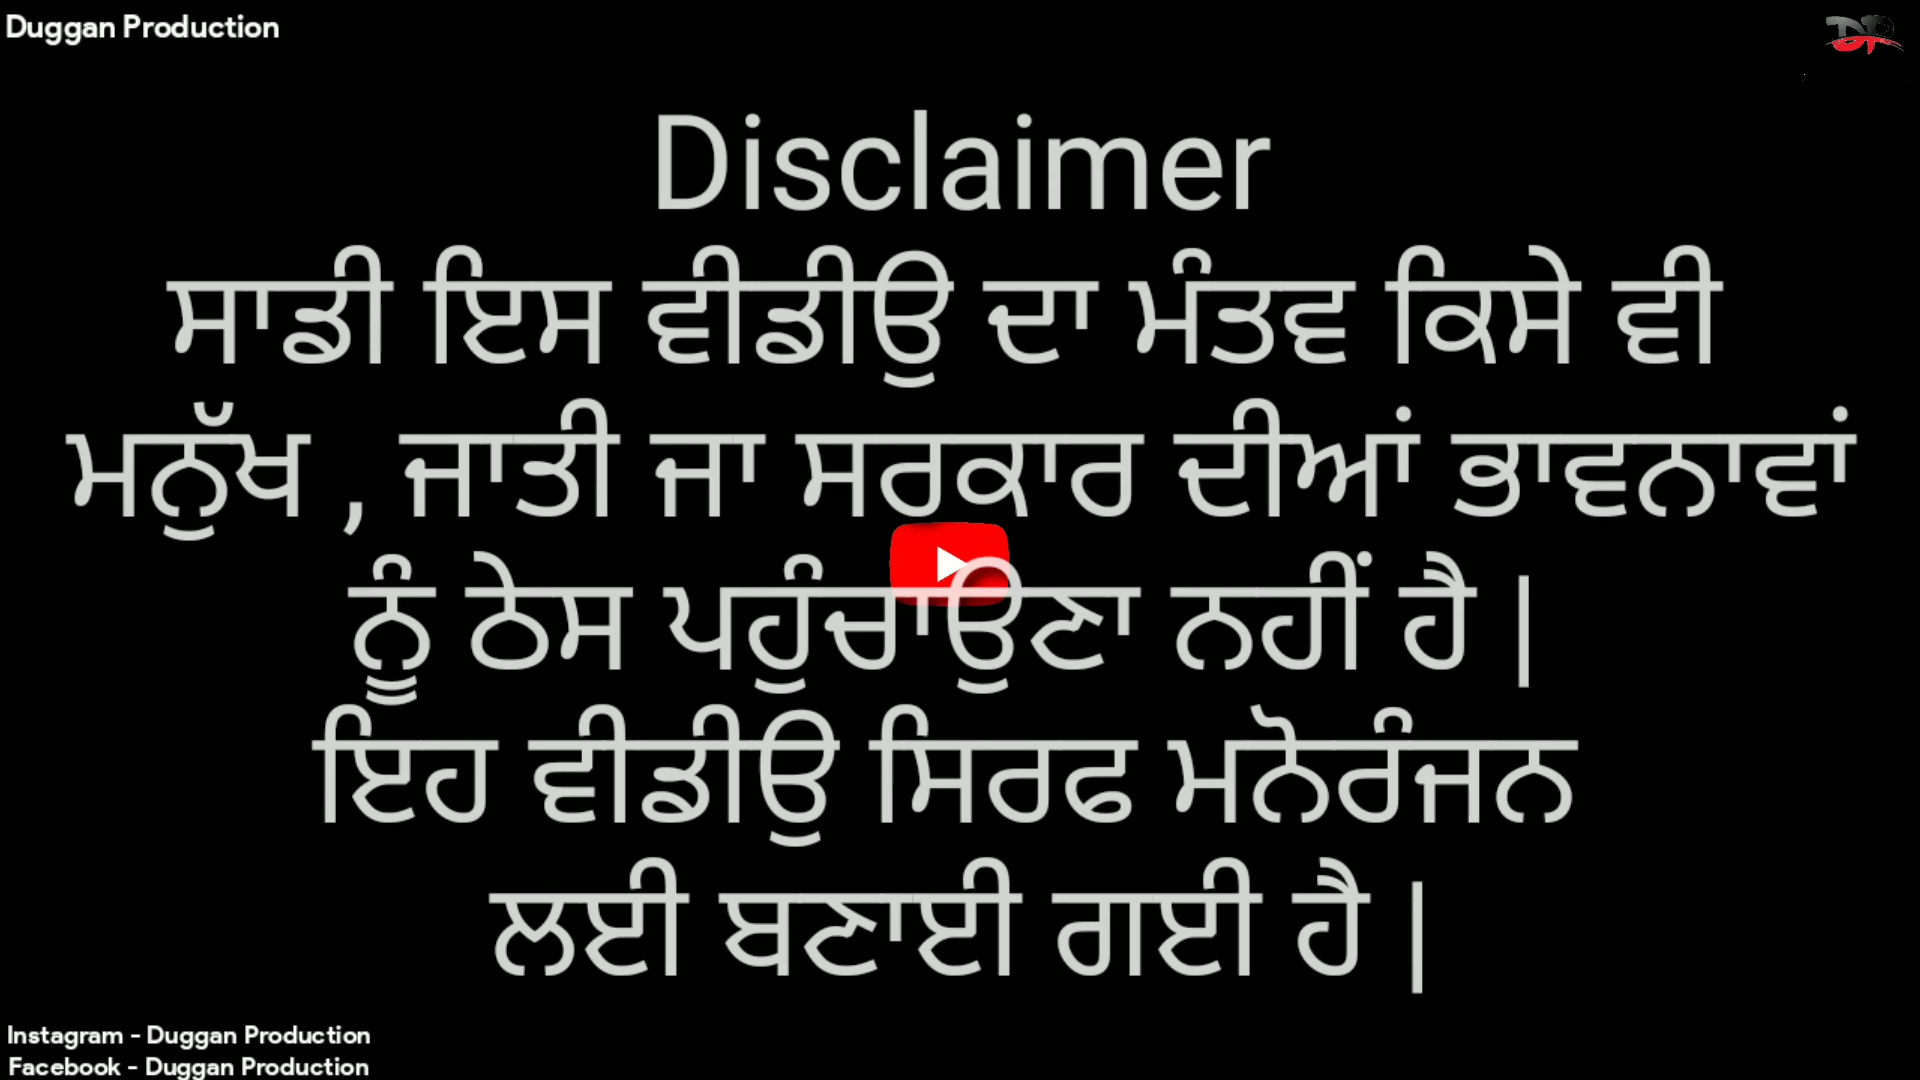 Duggan Production
DP
Disclaimer
ਸਾਡੀ ਇਸ ਵੀਡੀਉ ਦਾ ਮੰਤਵ ਕਿਸੇ ਵੀ
ਮਨੁੱਖ , ਜਾਤੀ ਜਾ ਸਰਕਾਰ ਦੀਆਂ ਭਾਵਨਾਵਾਂ
ਨੂੰ ਠੇਸ ਪਹੁੰਚਾਉਣਾ ਨਹੀਂ ਹੈ |
ਇਹ ਵੀਡੀਉ ਸਿਰਫ ਮਨੋਰੰਜਨ
ਲਈ ਬਣਾਈ ਗਈ ਹੈ |
Instagram - Duggan Production
Facebook - Duggan Production